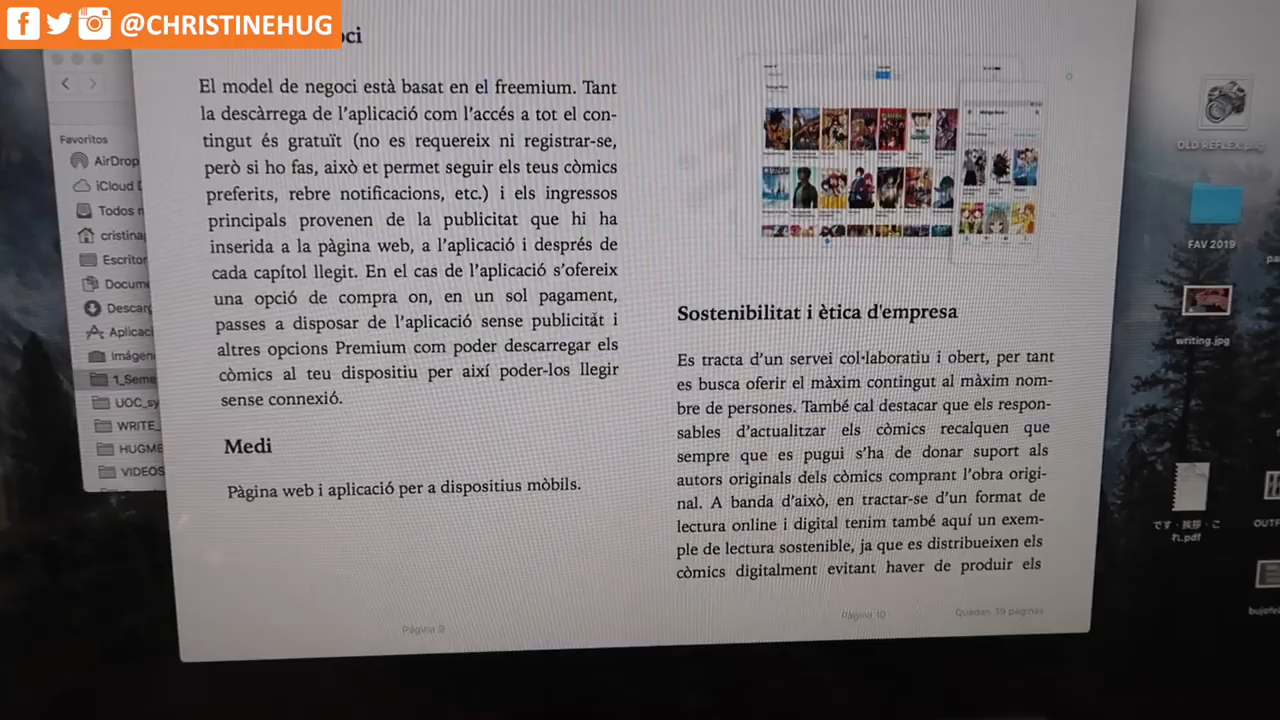 @CHRISTINEHUG
oci
El model de negoci està basat en el freemium. Tant
la descàrrega de l'aplicació com l'accés a tot el con-
tingut és gratuït (no es requereix ni registrar-se,
però si ho fas, això et permet seguir els teus còmics
preferits, rebre notificacions, etc.) i els ingressos
principals provenen de la publicitat que hi ha
inserida a la pàgina web, a l'aplicació i després de
cada capítol llegit. En el cas de l'aplicació s'ofereix
una opció de compra on, en un sol pagament,
passes a disposar de l'aplicació sense publicitat i
altres opcions Premium com poder descarregar els
còmics al teu dispositiu per així poder-los llegir
sense connexió.
Medi
Pàgina web i aplicació per a dispositius mòbils.
Página 9
Sostenibilitat i ètica d'empresa
Es tracta d'un servei col·laboratiu i obert, per tant
es busca oferir el màxim contingut al màxim nom-
bre de persones. També cal destacar que els respon-
sables d'actualitzar els còmics recalquen que
sempre que es pugui s'ha de donar suport als
autors originals dels còmics comprant l'obra origi-
nal. A banda d'això, en tractar-se d'un format de
lectura online i digital tenim també aquí un exem-
ple de lectura sostenible, ja que es distribueixen els
còmics digitalment evitant haver de produir els
Página 10
Quedan 39 páginas
Favoritos
AirDrop
iCloud D
Todos n
cristina
Escritor
Docum
Descarg
Aplicaci
Imágen
1_Seme
UOC_sy
WRITE_
HUGME
VIDEOS
OLD REFLEX.png
FAV 2019
writing.jpg
です・挨拶・こ
れ.pdf
OUTF